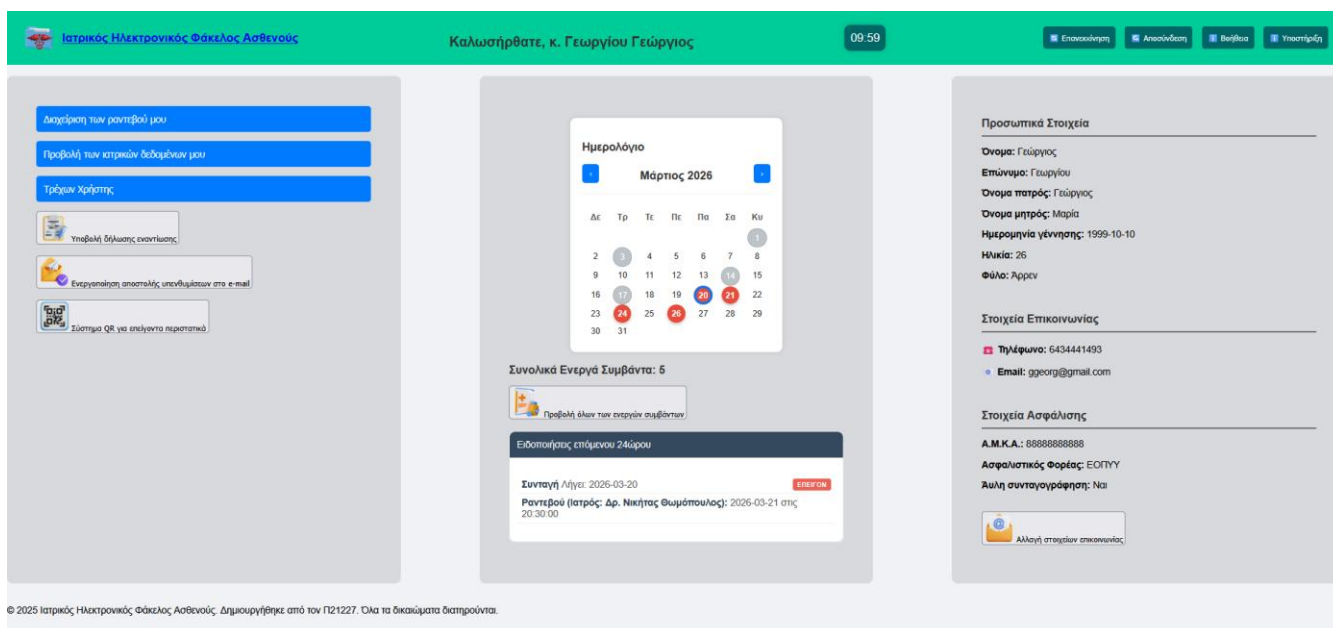 Ιατρικός Ηλεκτρονικός Φάκελος Ασθενούς
Καλωσήρθατε, κ. Γεωργίου Γεώργιος
09:59
Επανεκκίνηση
Αποσύνδεση
Βοήθεια
Υποστήριξη
Διαχείριση των ραντεβού μου
Προβολή των ιατρικών δεδομένων μου
Τρέχων Χρήστης
Υποβολή δήλωσης εναντίωσης
Ενεργοποίηση αποστολής υπενθυμίσεων στο e-mail
Σύστημα QR για επείγοντα περιστατικά
Ημερολόγιο
‹ Μάρτιος 2026 ›
Δε Τρ Τε Πε Πα Σα Κυ
1
2 3 4 5 6 7 8
9 10 11 12 13 14 15
16 17 18 19 20 21 22
23 24 25 26 27 28 29
30 31
Συνολικά Ενεργά Συμβάντα: 5
Προβολή όλων των ενεργών συμβάντων
Ειδοποιήσεις επόμενου 24ώρου
Συνταγή Λήγει: 2026-03-20 ΕΠΕΙΓΟΝ
Ραντεβού (Ιατρός: Δρ. Νικήτας Θωμόπουλος): 2026-03-21 στις
20:30:00
Προσωπικά Στοιχεία
Όνομα: Γεώργιος
Επώνυμο: Γεωργίου
Όνομα πατρός: Γεώργιος
Όνομα μητρός: Μαρία
Ημερομηνία γέννησης: 1999-10-10
Ηλικία: 26
Φύλο: Άρρεν
Στοιχεία Επικοινωνίας
Τηλέφωνο: 6434441493
Email: ggeorg@gmail.com
Στοιχεία Ασφάλισης
Α.Μ.Κ.Α.: 88888888888
Ασφαλιστικός Φορέας: ΕΟΠΥΥ
Άυλη συνταγογράφηση: Ναι
Αλλαγή στοιχείων επικοινωνίας
© 2025 Ιατρικός Ηλεκτρονικός Φάκελος Ασθενούς. Δημιουργήθηκε από τον Π21227. Όλα τα δικαιώματα διατηρούνται.